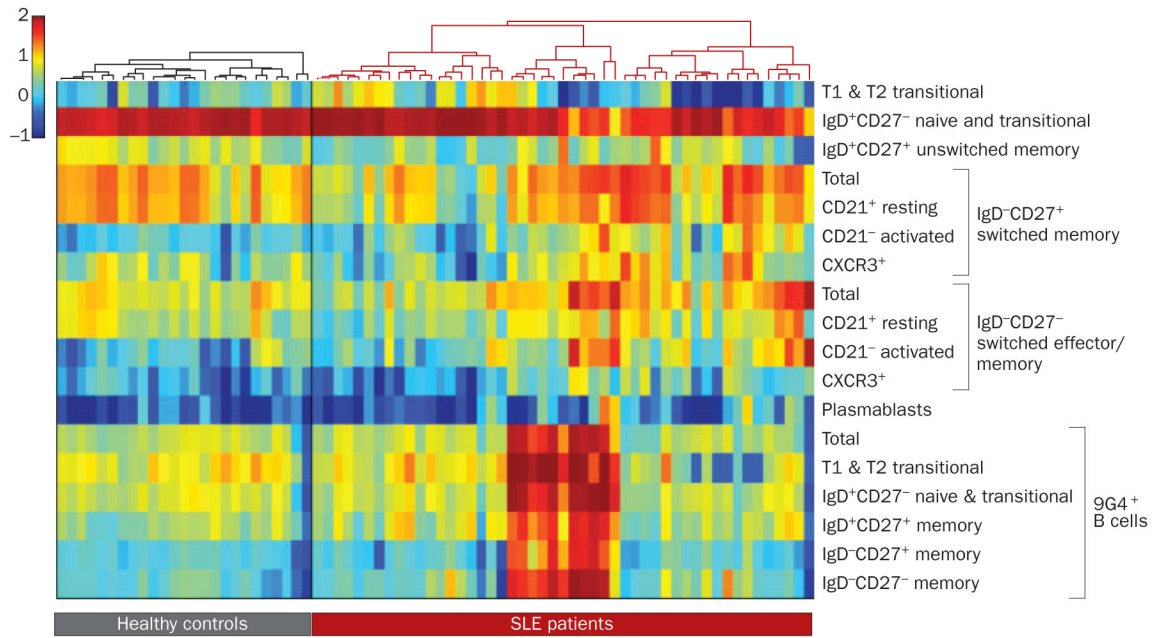 2
1
0
–1
T1 & T2 transitional
IgD⁺CD27⁻ naive and transitional
IgD⁺CD27⁺ unswitched memory
Total
CD21⁺ resting
CD21⁻ activated
CXCR3⁺
IgD⁻CD27⁺
switched memory
Total
CD21⁺ resting
CD21⁻ activated
CXCR3⁺
IgD⁻CD27⁻
switched effector/
memory
Plasmablasts
Total
T1 & T2 transitional
IgD⁺CD27⁻ naive & transitional
IgD⁺CD27⁺ memory
IgD⁻CD27⁺ memory
IgD⁻CD27⁻ memory
9G4⁺
B cells
Healthy controls
SLE patients